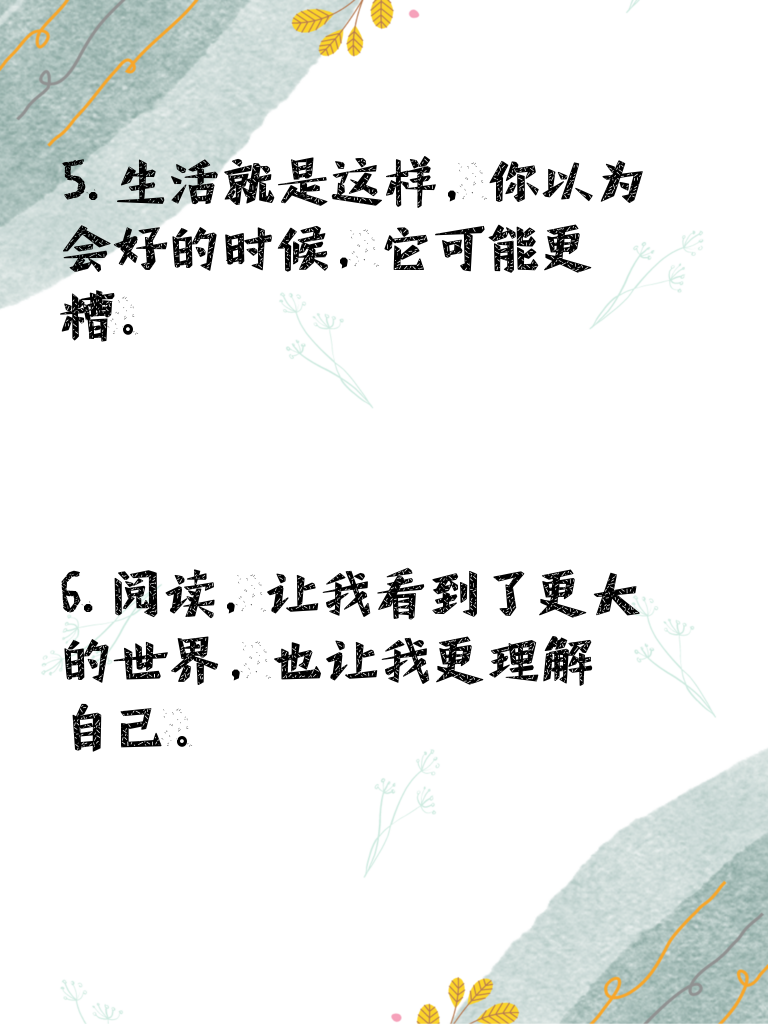 5. 生活就是这样，你以为
会好的时候，它可能更
糟。
6. 阅读，让我看到了更大
的世界，也让我更理解
自己。